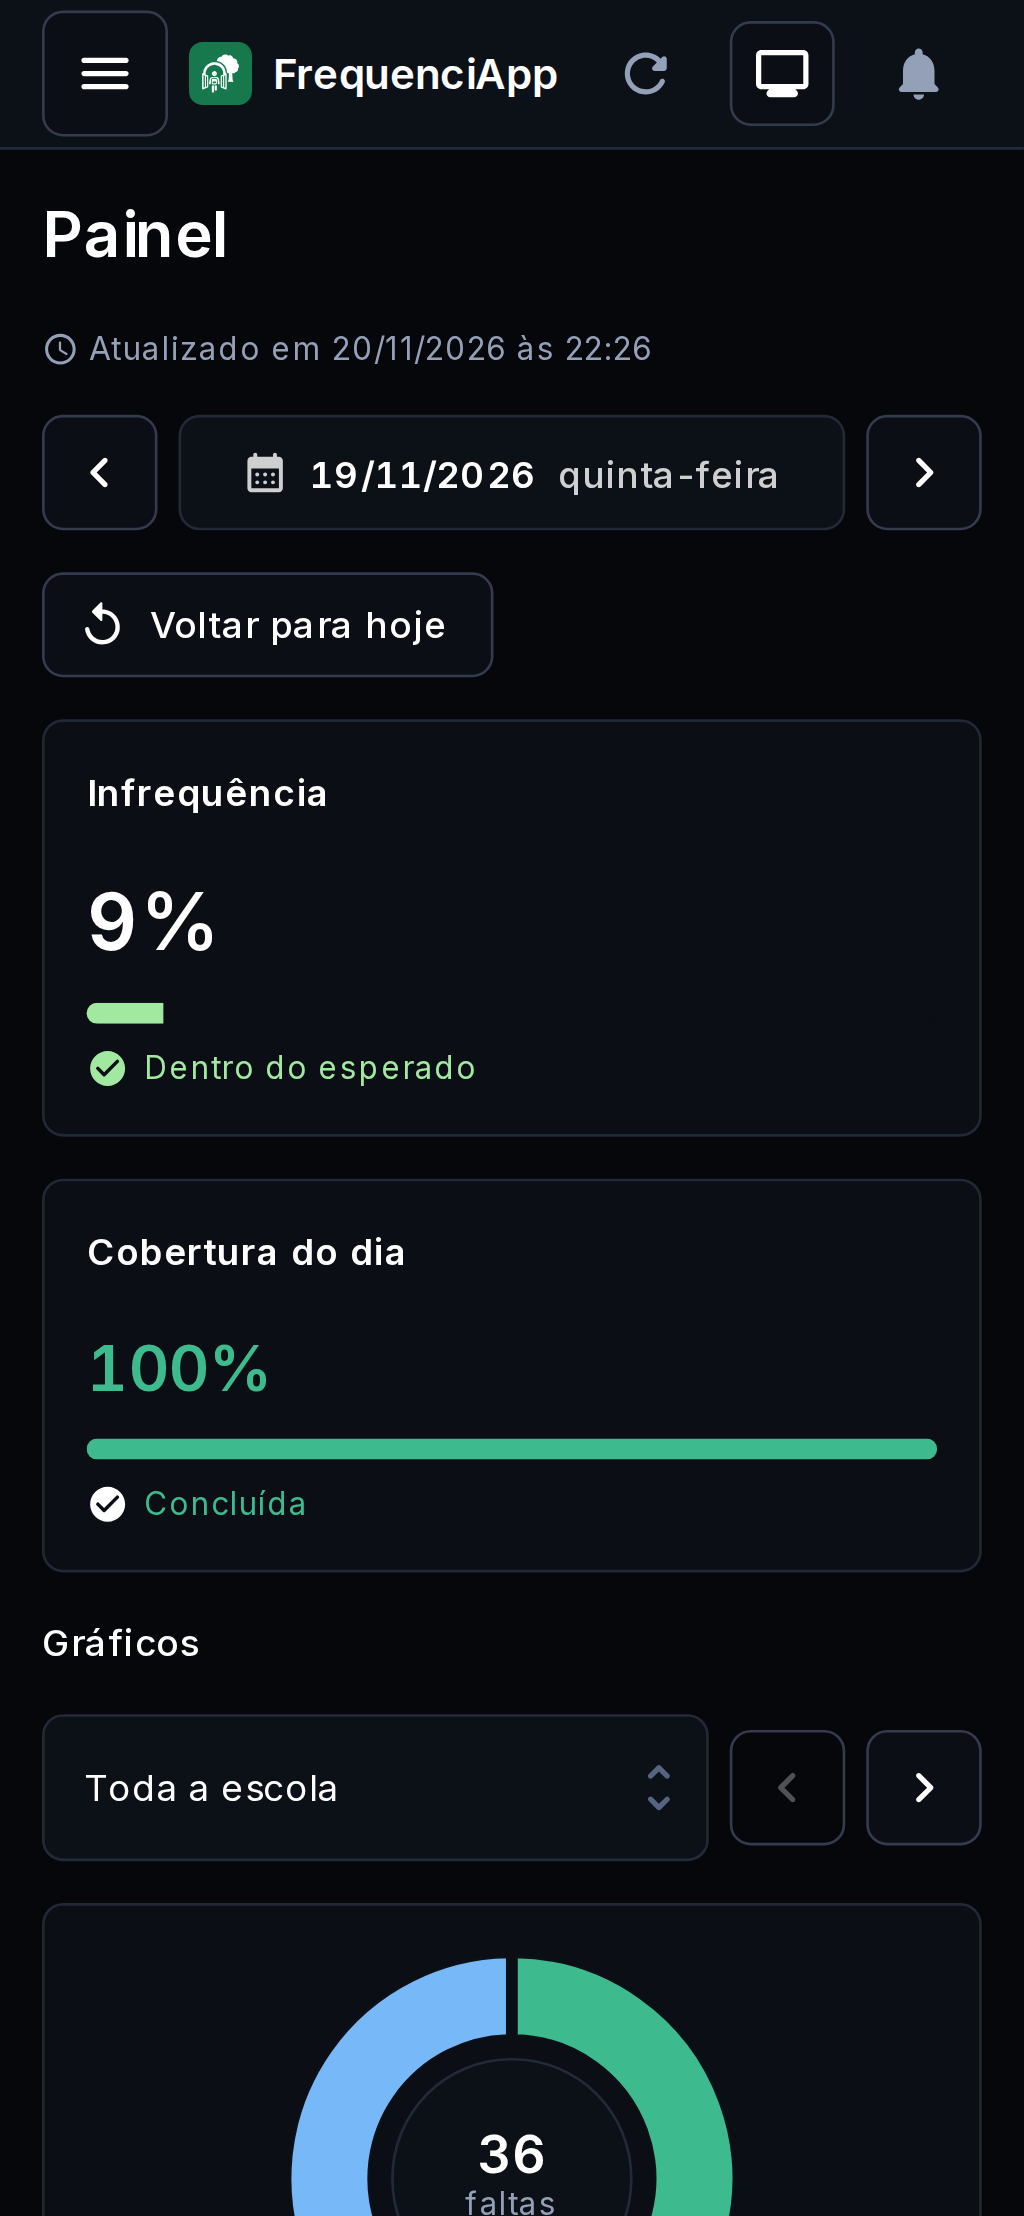 FrequenciApp
Painel
Atualizado em 20/11/2026 às 22:26
19/11/2026 quinta-feira
Voltar para hoje
Infrequência
9%
Dentro do esperado
Cobertura do dia
100%
Concluída
Gráficos
Toda a escola
36
faltas